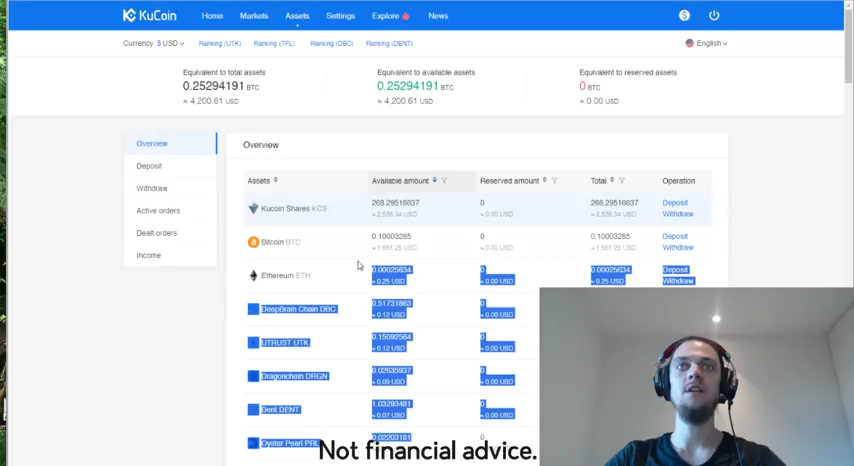 KuCoin Home Markets Assets Settings Explore News
Currency $ USD Ranking (UTK) Ranking (TFL) Ranking (DBC) Ranking (DENT) English
Equivalent to total assets Equivalent to available assets Equivalent to reserved assets
0.25294191 BTC 0.25294191 BTC 0 BTC
≈ 4,200.61 USD ≈ 4,200.61 USD ≈ 0.00 USD
Overview Overview
Deposit
Withdraw
Active orders
Dealt orders
Income
Assets Available amount Reserved amount Total Operation
Kucoin Shares KCS 268.29516837 0 268.29516837 Deposit
≈ 2,538.34 USD ≈ 0.00 USD ≈ 2,538.34 USD Withdraw
Bitcoin BTC 0.10003285 0 0.10003285 Deposit
≈ 1,661.25 USD ≈ 0.00 USD ≈ 1,661.25 USD Withdraw
Ethereum ETH 0.00025634 0 0.00025634 Deposit
≈ 0.25 USD ≈ 0.00 USD ≈ 0.25 USD Withdraw
DeepBrain Chain DBC 0.51731863 0
≈ 0.12 USD ≈ 0.00 USD
UTRUST UTK 0.15092564 0
≈ 0.12 USD ≈ 0.00 USD
Dragonchain DRGN 0.02635937 0
≈ 0.09 USD ≈ 0.00 USD
Dent DENT 1.03293481 0
≈ 0.07 USD ≈ 0.00 USD
Oyster Pearl PRL 0.02203181 0
Not financial advice.